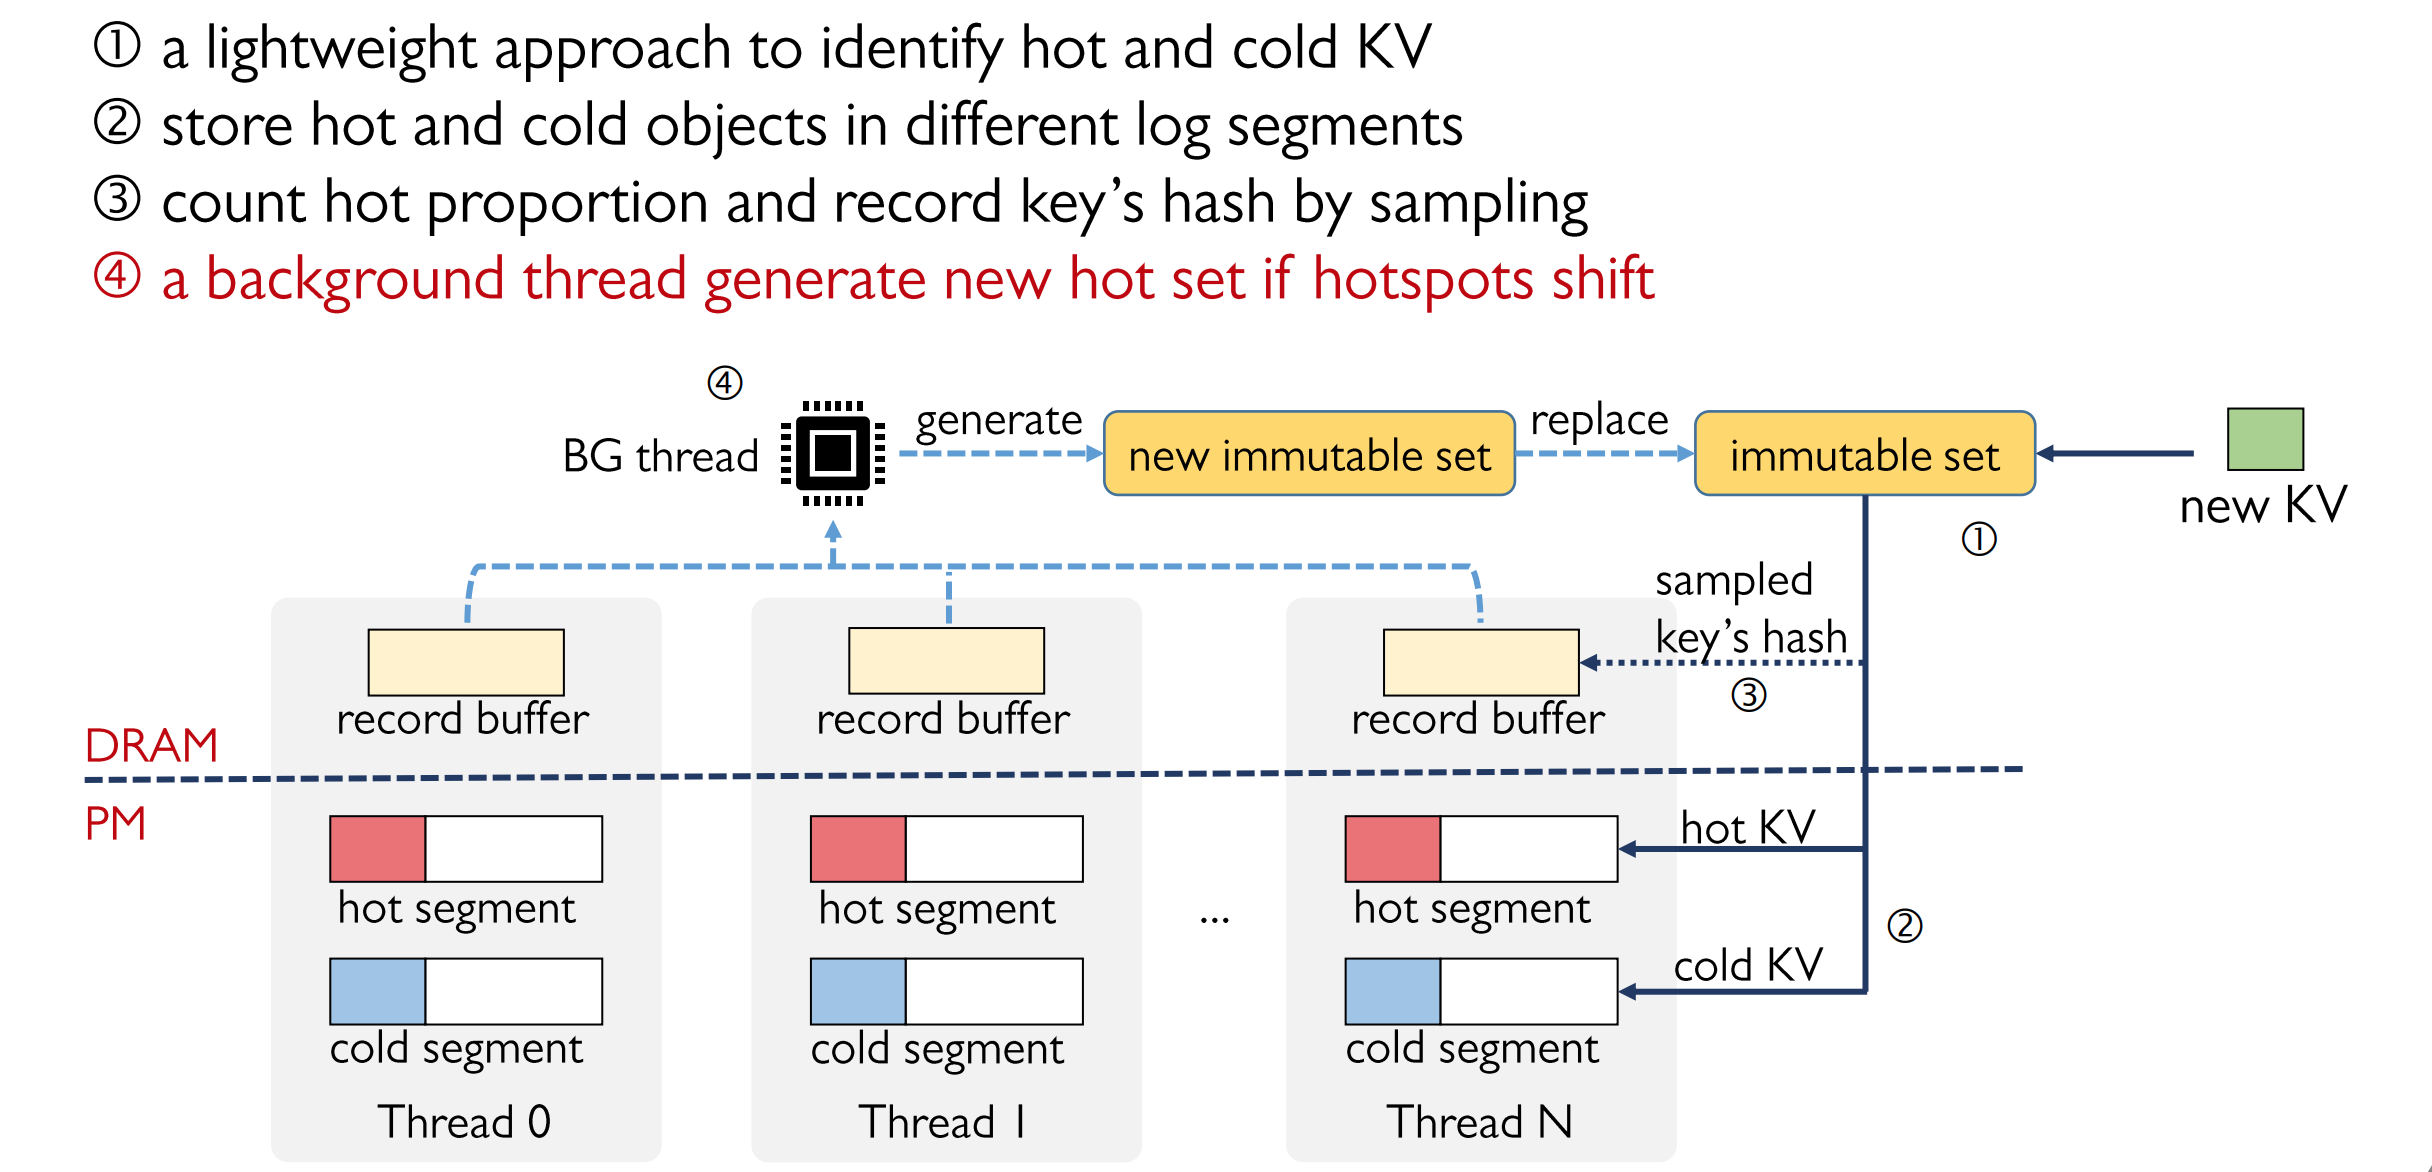 ① a lightweight approach to identify hot and cold KV
② store hot and cold objects in different log segments
③ count hot proportion and record key’s hash by sampling
④ a background thread generate new hot set if hotspots shift
④
BG thread
generate
new immutable set
replace
immutable set
new KV
①
sampled
key’s hash
③
record buffer
record buffer
record buffer
DRAM
PM
hot KV
hot segment
hot segment
...
hot segment
②
cold KV
cold segment
cold segment
cold segment
Thread 0
Thread 1
Thread N